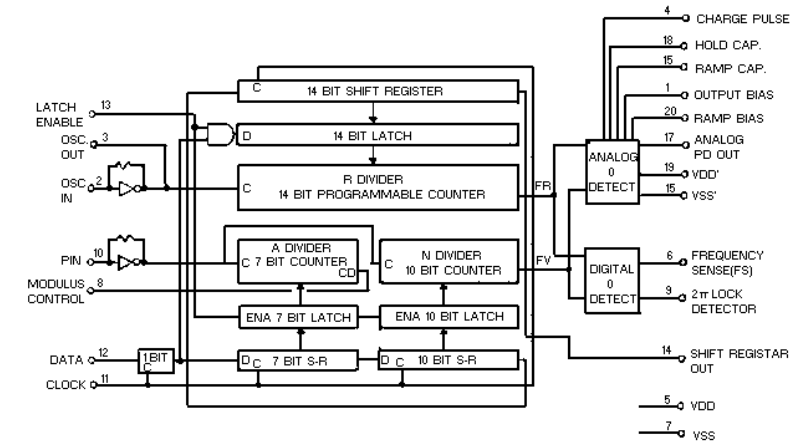 4 CHARGE PULSE
18 HOLD CAP.
15 RAMP CAP.
1 OUTPUT BIAS
20 RAMP BIAS
17 ANALOG
PD OUT
19 VDD'
15 VSS'
LATCH
ENABLE 13
OSC.
OUT 3
OSC
IN 2
C 14 BIT SHIFT REGISTER
D 14 BIT LATCH
C R DIVIDER
14 BIT PROGRAMMABLE COUNTER
FR
ANALOG
0
DETECT
PIN 10
MODULUS
CONTROL 8
A DIVIDER
C 7 BIT COUNTER
CD
N DIVIDER
C 10 BIT COUNTER
FV
DIGITAL
0
DETECT
6 FREQUENCY
SENSE(FS)
9 2π LOCK
DETECTOR
ENA 7 BIT LATCH
ENA 10 BIT LATCH
DATA 12
1 BIT
C
D C 7 BIT S-R
D C 10 BIT S-R
14 SHIFT REGISTAR
OUT
CLOCK 11
5 VDD
7 VSS